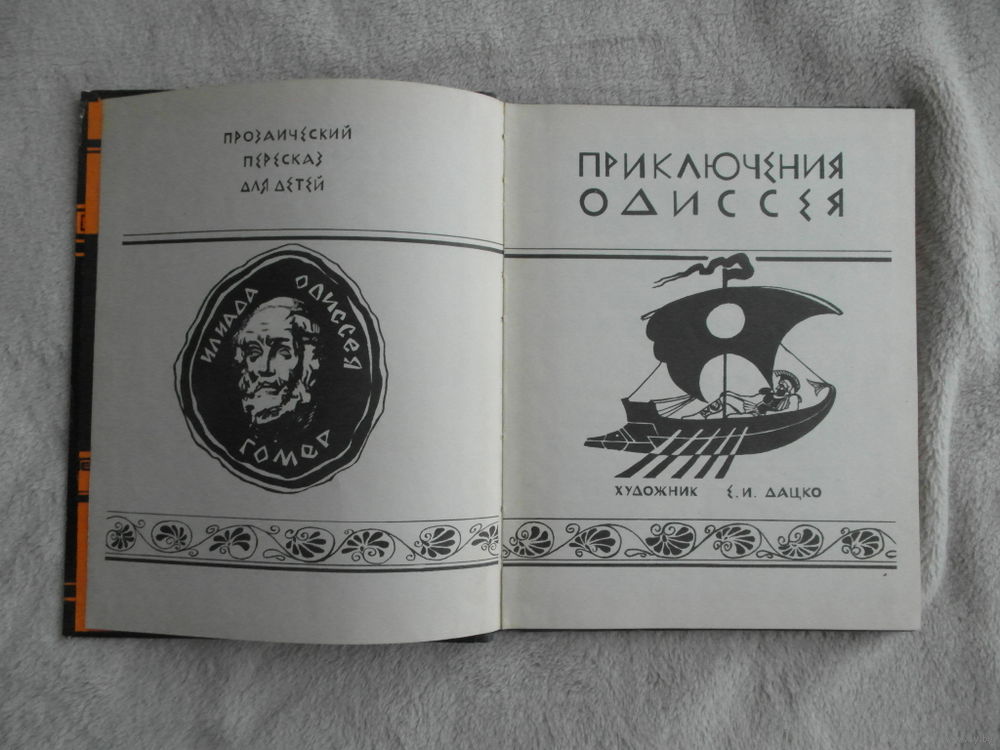 ПРОЗАИЧЕСКИЙ
ПЕРЕСКАЗ
ДЛЯ ДЕТЕЙ
ИЛИАДА ОДИССЕЯ
ГОМЕР
ПРИКЛЮЧЕНИЯ
ОДИССЕЯ
ХУДОЖНИК Е. И. ДАЦКО